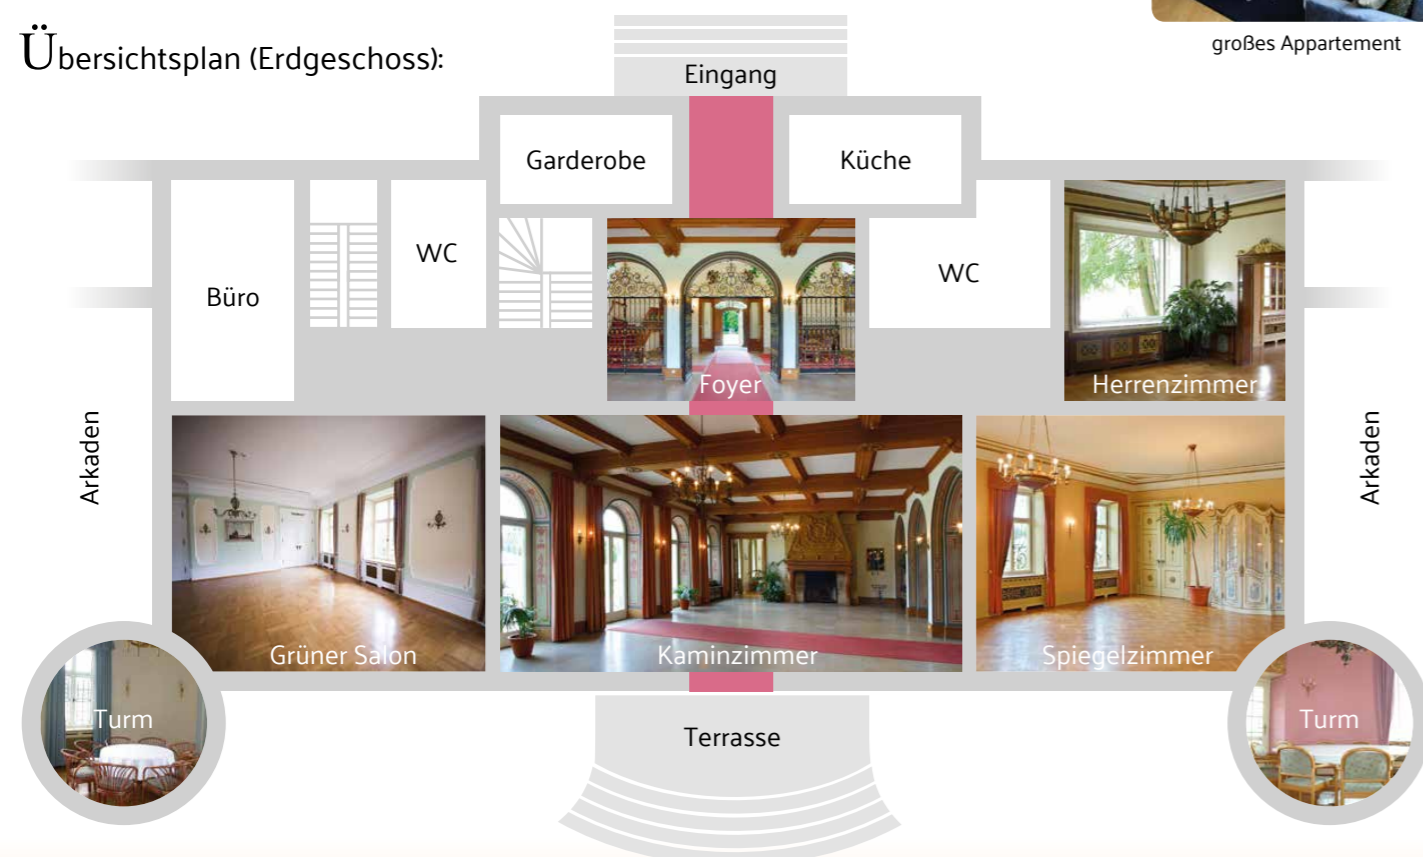 großes Appartement
Übersichtsplan (Erdgeschoss):
Eingang
Garderobe
Küche
WC
WC
Büro
Foyer
Herrenzimmer
Arkaden
Arkaden
Grüner Salon
Kaminzimmer
Spiegelzimmer
Turm
Turm
Terrasse